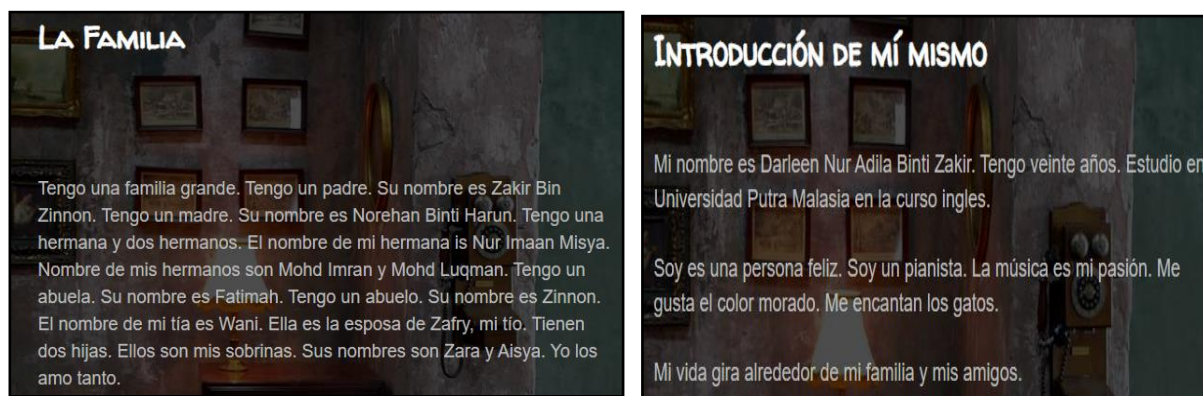 La Familia
Tengo una familia grande. Tengo un padre. Su nombre es Zakir Bin
Zinnon. Tengo un madre. Su nombre es Norehan Binti Harun. Tengo una
hermana y dos hermanos. El nombre de mi hermana is Nur Imaan Misya.
Nombre de mis hermanos son Mohd Imran y Mohd Luqman. Tengo un
abuela. Su nombre es Fatimah. Tengo un abuelo. Su nombre es Zinnon.
El nombre de mi tía es Wani. Ella es la esposa de Zafry, mi tío. Tienen
dos hijas. Ellos son mis sobrinas. Sus nombres son Zara y Aisya. Yo los
amo tanto.
Introducción de mí mismo
Mi nombre es Darleen Nur Adila Binti Zakir. Tengo veinte años. Estudio en
Universidad Putra Malasia en la curso ingles.
Soy es una persona feliz. Soy un pianista. La música es mi pasión. Me
gusta el color morado. Me encantan los gatos.
Mi vida gira alrededor de mi familia y mis amigos.